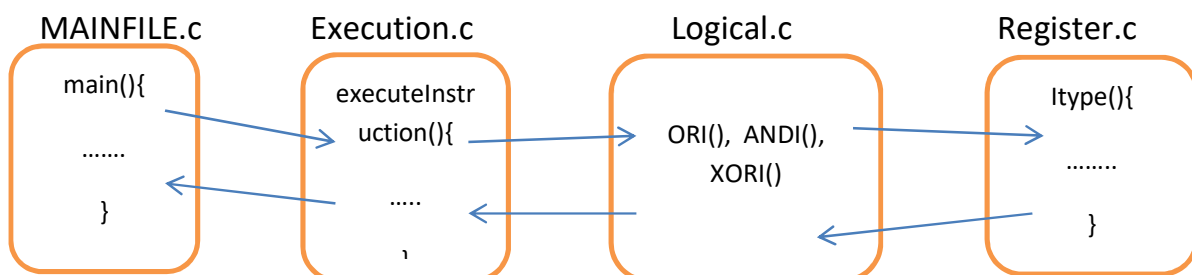 MAINFILE.c
Execution.c
Logical.c
Register.c
main(){
…….
}
executeInstr
uction(){
…..
ORI(), ANDI(),
XORI()
Itype(){
……..
}